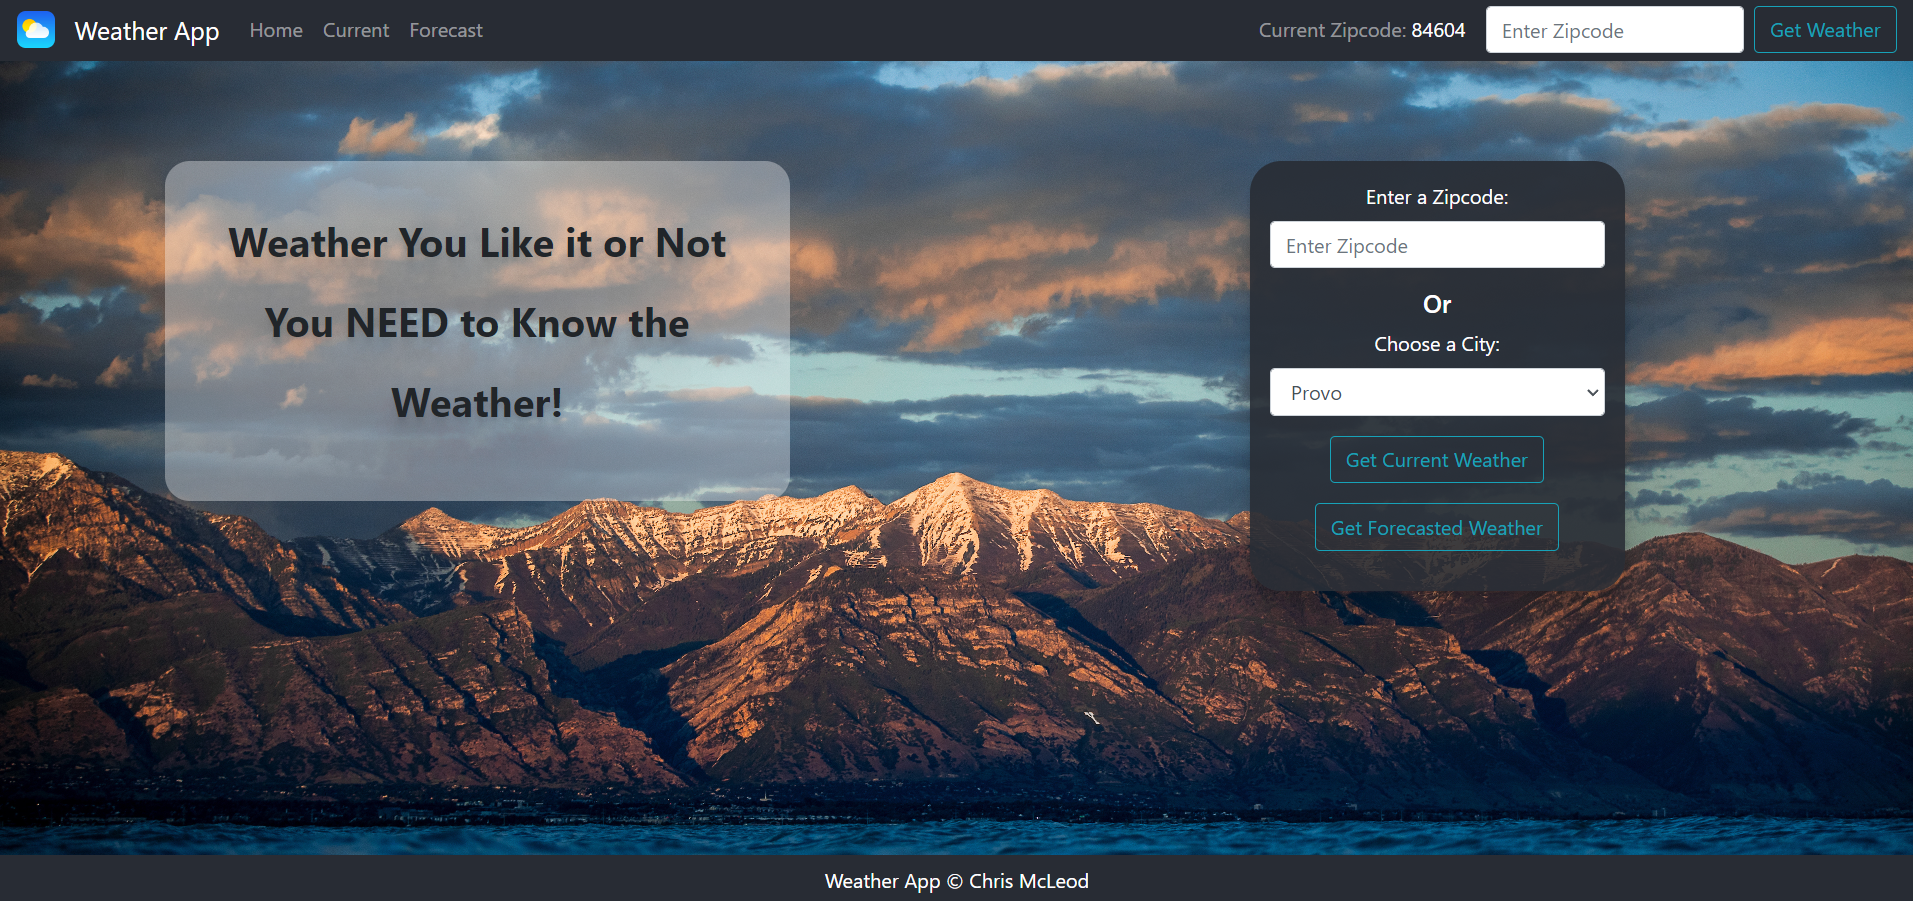 Weather App Home Current Forecast Current Zipcode: 84604 Enter Zipcode Get Weather
Weather You Like it or Not
You NEED to Know the
Weather!
Enter a Zipcode:
Enter Zipcode
Or
Choose a City:
Provo
Get Current Weather
Get Forecasted Weather
Weather App © Chris McLeod